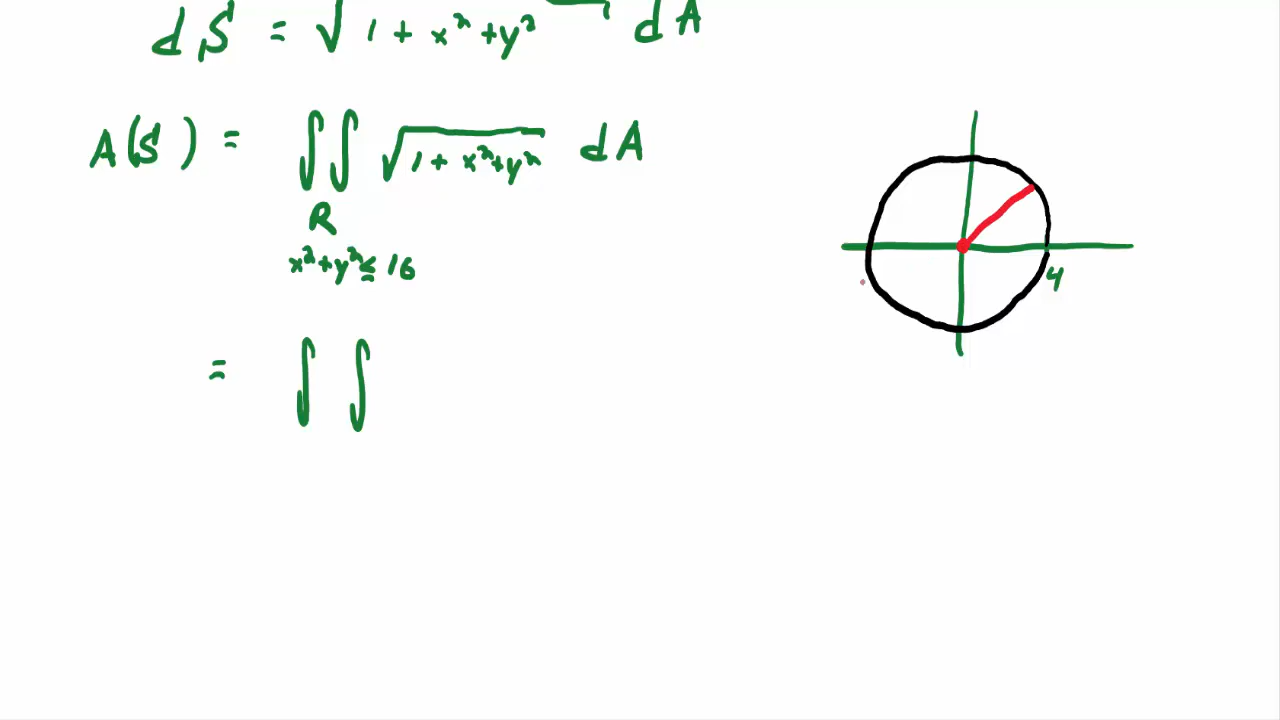 dS = √1 + x² + y² dA
A(S) = ∫∫ √1 + x² + y² dA
R
x² + y² ≤ 16
4
= ∫ ∫